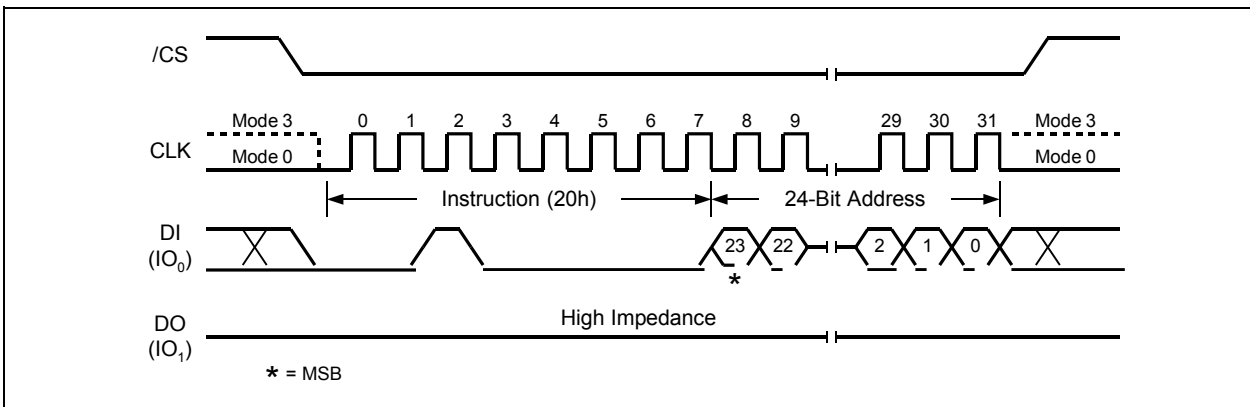 /CS
CLK
Mode 3
Mode 0
0 1 2 3 4 5 6 7 8 9 29 30 31
Mode 3
Mode 0
Instruction (20h)
24-Bit Address
DI
(IO0)
23 22 2 1 0
*
DO
(IO1)
High Impedance
* = MSB